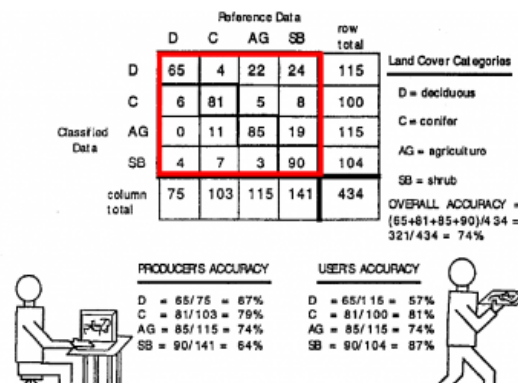 Reference Data
D C AG SB row total
D 65 4 22 24 115
C 6 81 5 8 100
Classified Data
AG 0 11 85 19 115
SB 4 7 3 90 104
column total 75 103 115 141 434
Land Cover Categories
D = deciduous
C = conifer
AG = agriculture
SB = shrub
OVERALL ACCURACY =
(65+81+85+90)/434 =
321/434 = 74%
PRODUCER'S ACCURACY
D = 65/75 = 87%
C = 81/103 = 79%
AG = 85/115 = 74%
SB = 90/141 = 64%
USER'S ACCURACY
D = 65/115 = 57%
C = 81/100 = 81%
AG = 85/115 = 74%
SB = 90/104 = 87%